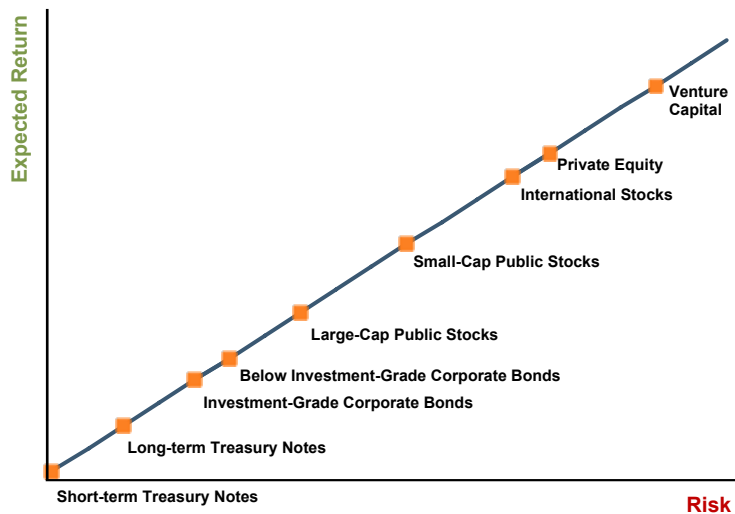 Expected Return
Venture
Capital
Private Equity
International Stocks
Small-Cap Public Stocks
Large-Cap Public Stocks
Below Investment-Grade Corporate Bonds
Investment-Grade Corporate Bonds
Long-term Treasury Notes
Short-term Treasury Notes
Risk